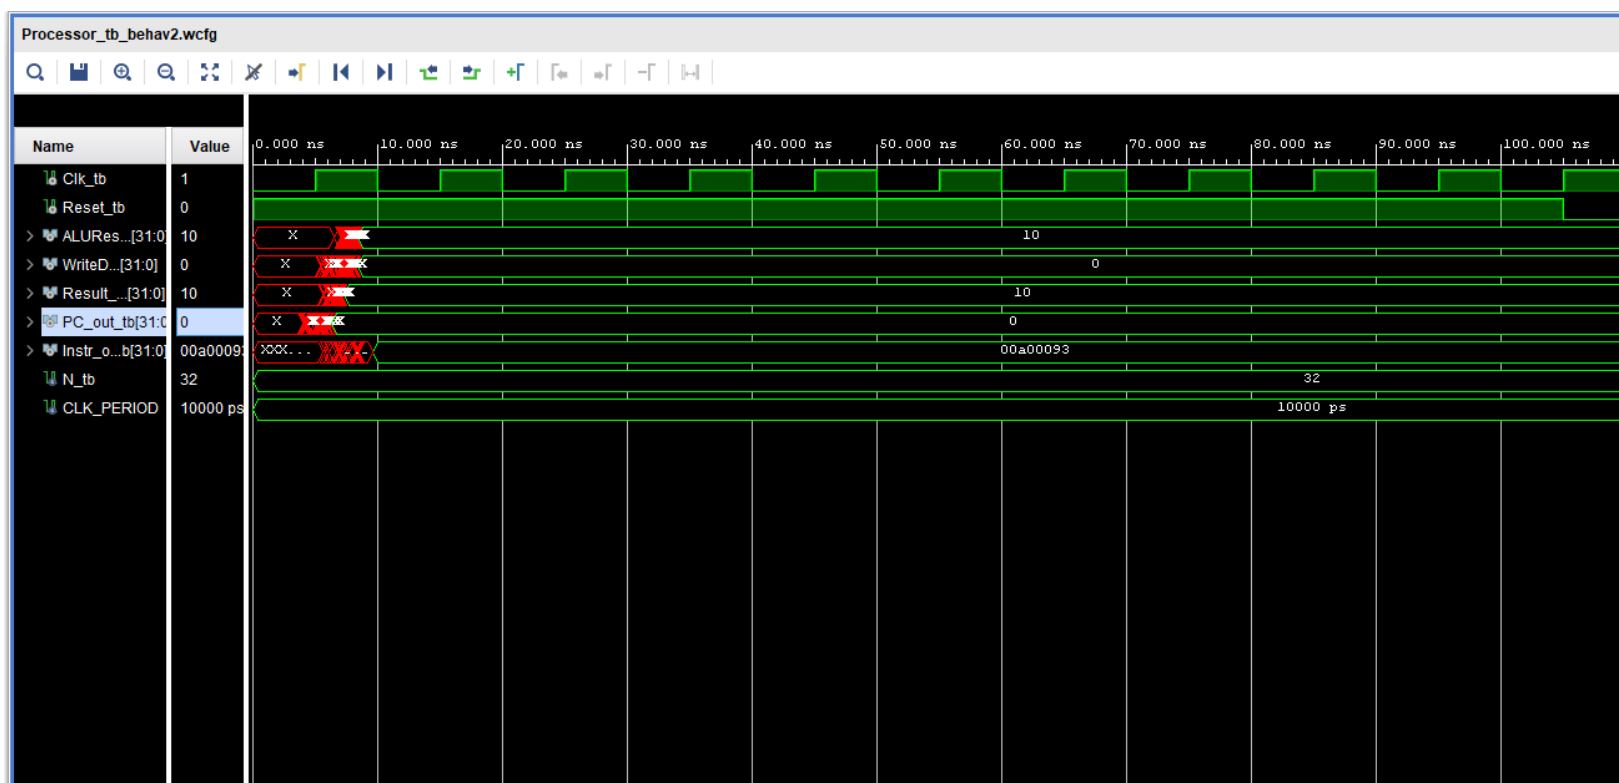 Processor_tb_behav2.wcfg
Name Value 0.000 ns 10.000 ns 20.000 ns 30.000 ns 40.000 ns 50.000 ns 60.000 ns 70.000 ns 80.000 ns 90.000 ns 100.000 ns
Clk_tb 1
Reset_tb 0
ALURes...[31:0] 10 X 10
WriteD...[31:0] 0 X 0
Result_...[31:0] 10 X 10
PC_out_tb[31:0 0 X 0
Instr_o...b[31:0] 00a00093 XXX... 00a00093
N_tb 32 32
CLK_PERIOD 10000 ps 10000 ps